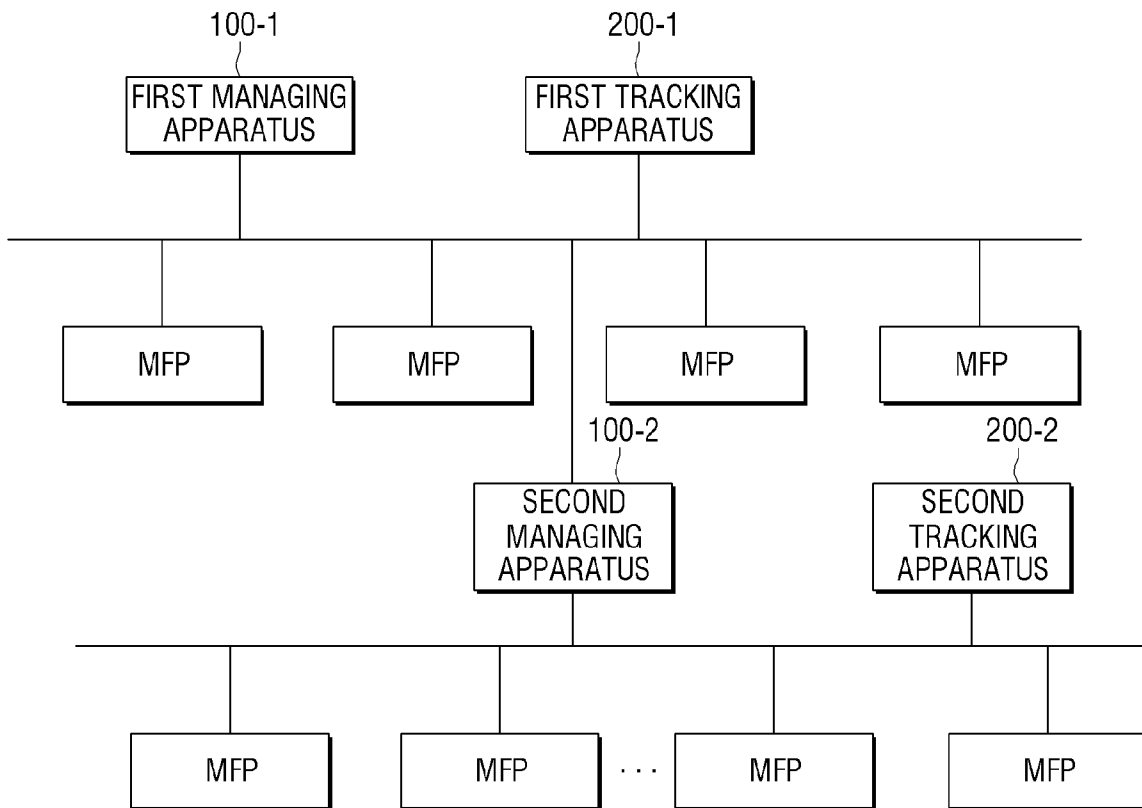 100-1
200-1
FIRST MANAGING
APPARATUS
FIRST TRACKING
APPARATUS
MFP
MFP
MFP
MFP
100-2
200-2
SECOND
MANAGING
APPARATUS
SECOND
TRACKING
APPARATUS
MFP
MFP
...
MFP
MFP